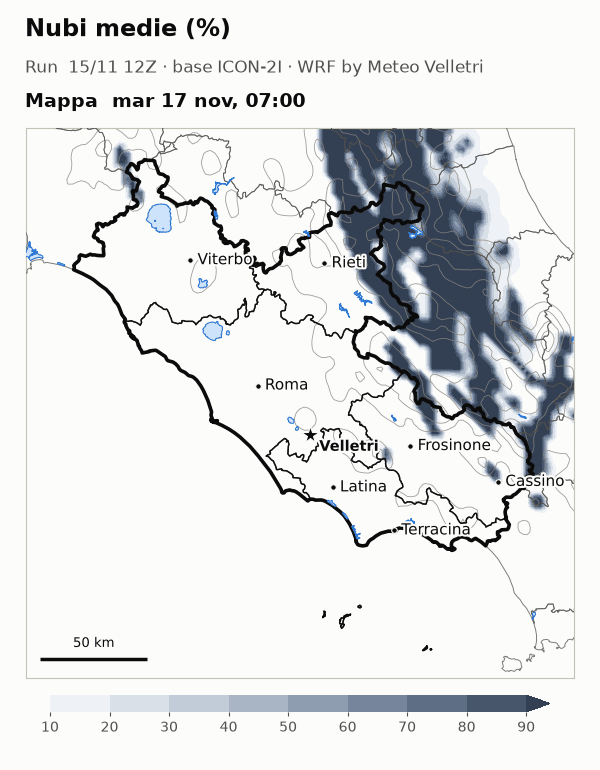 Nubi medie (%)
Run 15/11 12Z · base ICON-2I · WRF by Meteo Velletri
Mappa mar 17 nov, 07:00
Viterbo
Rieti
Roma
Velletri
Frosinone
Latina
Cassino
Terracina
50 km
10 20 30 40 50 60 70 80 90